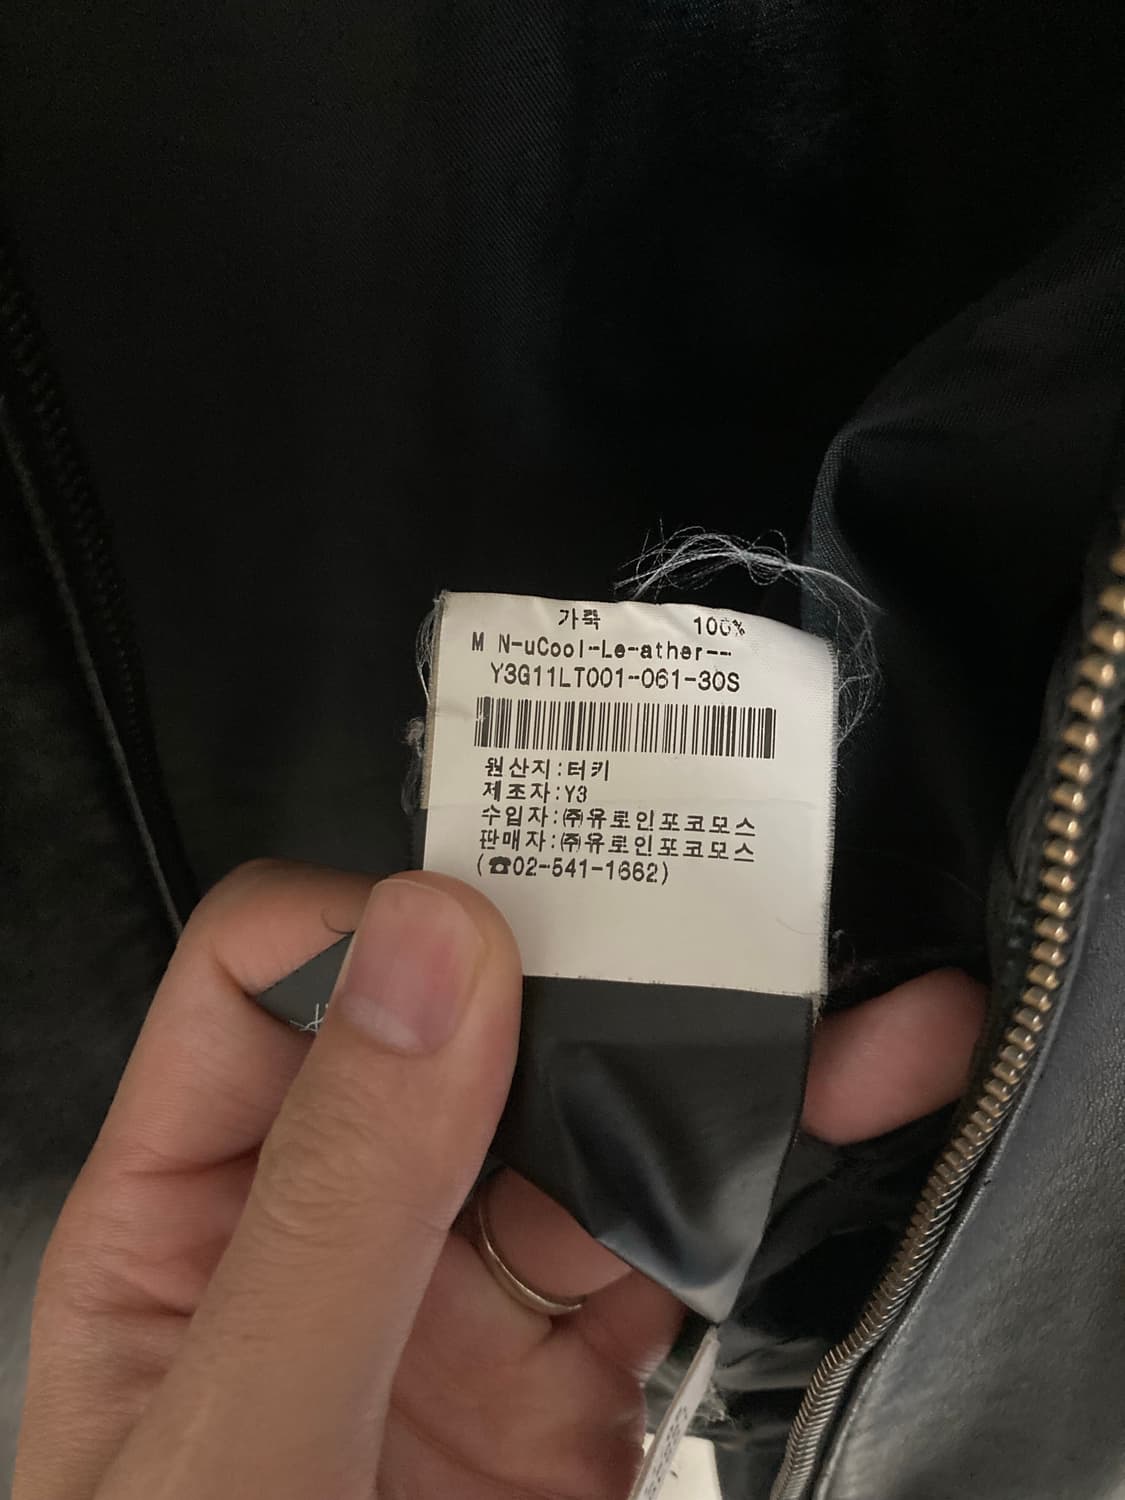 가죽 100%
M N-uCool-Le-ather--
Y3G11LT001-061-30S
원산지:터키
제조자:Y3
수입자:㈜유로인포코모스
판매자:㈜유로인포코모스
(☎02-541-1662)